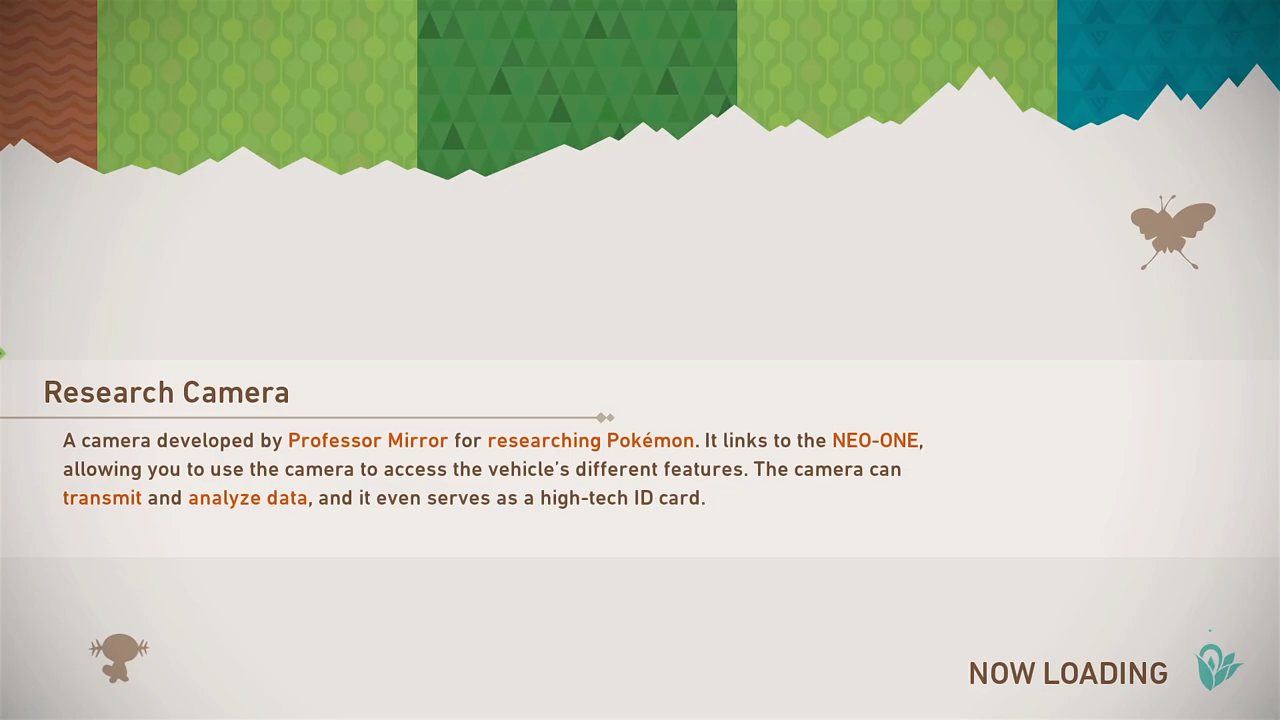 Research Camera
A camera developed by Professor Mirror for researching Pokémon. It links to the NEO-ONE,
allowing you to use the camera to access the vehicle's different features. The camera can
transmit and analyze data, and it even serves as a high-tech ID card.
NOW LOADING